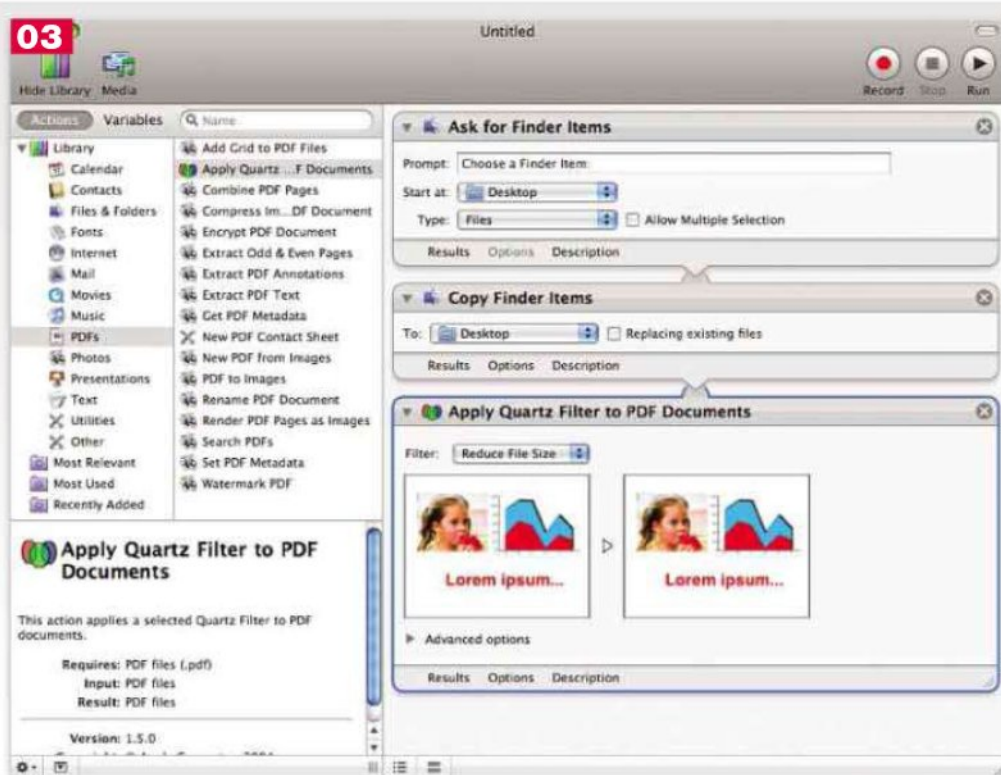 03
Untitled
Hide Library Media
Record Stop Run
Actions Variables
Name
Library
Calendar
Contacts
Files & Folders
Fonts
Internet
Mail
Movies
Music
PDFs
Photos
Presentations
Text
Utilities
Other
Most Relevant
Most Used
Recently Added
Add Grid to PDF Files
Apply Quartz ...F Documents
Combine PDF Pages
Compress Im...DF Document
Encrypt PDF Document
Extract Odd & Even Pages
Extract PDF Annotations
Extract PDF Text
Get PDF Metadata
New PDF Contact Sheet
New PDF from Images
PDF to Images
Rename PDF Document
Render PDF Pages as Images
Search PDFs
Set PDF Metadata
Watermark PDF
Apply Quartz Filter to PDF
Documents
This action applies a selected Quartz Filter to PDF
documents.
Requires: PDF files (.pdf)
Input: PDF files
Result: PDF files
Version: 1.5.0
Ask for Finder Items
Prompt: Choose a Finder Item:
Start at: Desktop
Type: Files Allow Multiple Selection
Results Options Description
Copy Finder Items
To: Desktop Replacing existing files
Results Options Description
Apply Quartz Filter to PDF Documents
Filter: Reduce File Size
Lorem ipsum... Lorem ipsum...
Advanced options
Results Options Description